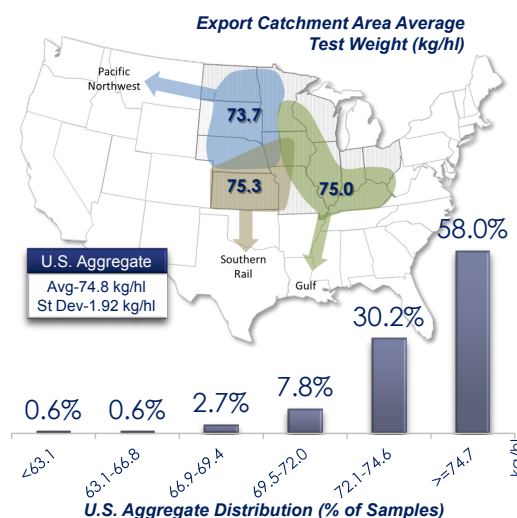 Export Catchment Area Average
Test Weight (kg/hl)
Pacific
Northwest
73.7
75.3
75.0
Southern
Rail
Gulf
U.S. Aggregate
Avg-74.8 kg/hl
St Dev-1.92 kg/hl
0.6%
0.6%
2.7%
7.8%
30.2%
58.0%
<63.1
63.1-66.8
66.9-69.4
69.5-72.0
72.1-74.6
>=74.7
kg/hl
U.S. Aggregate Distribution (% of Samples)